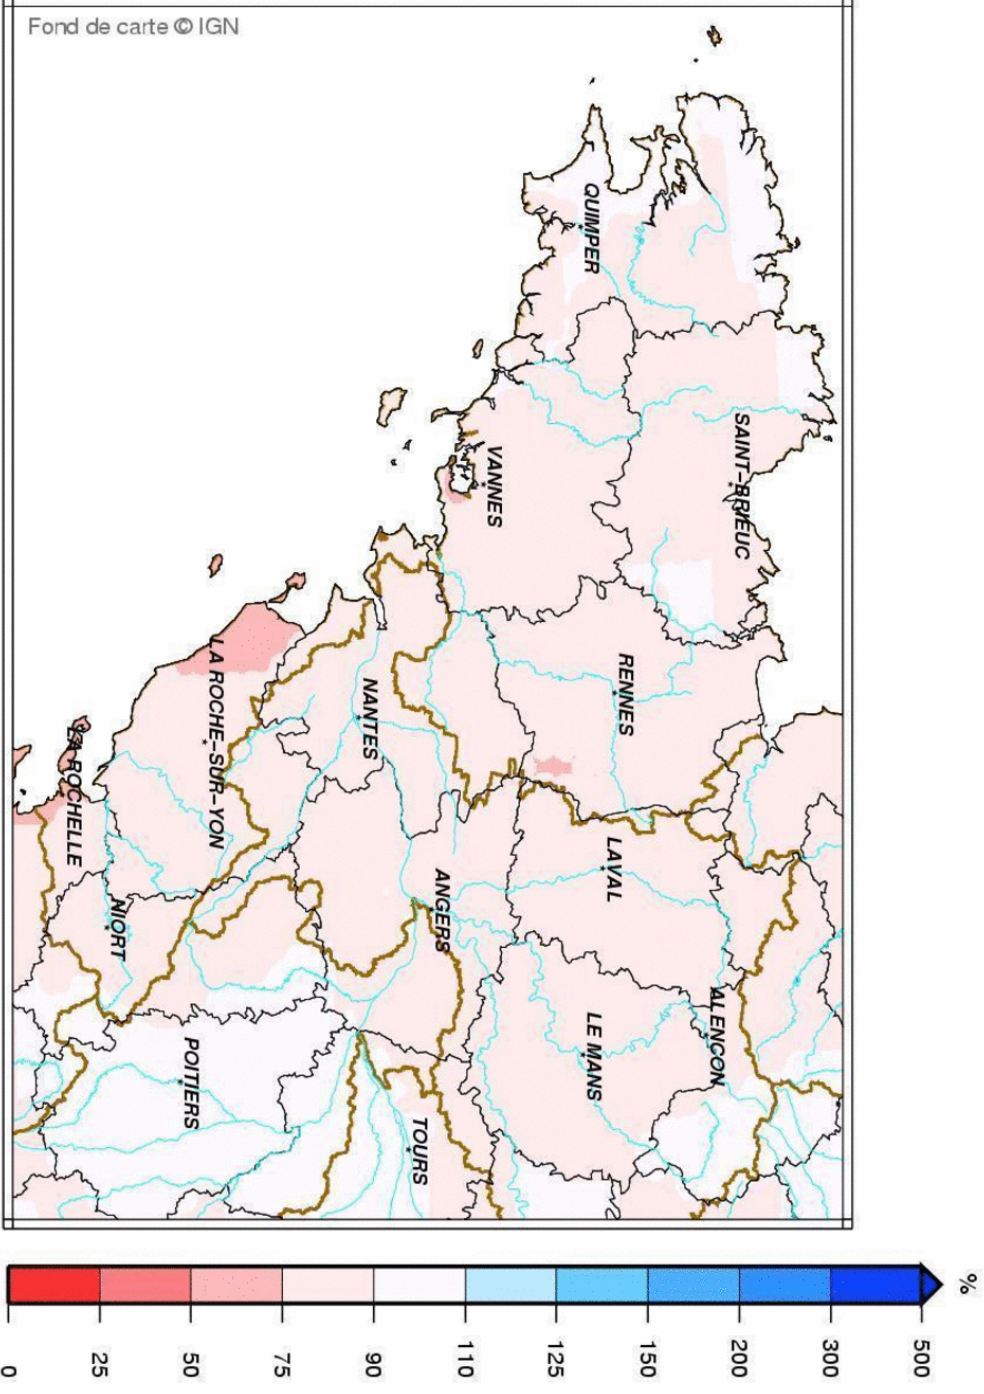 Fond de carte © IGN
QUIMPER
SAINT-BRIEUC
VANNES
RENNES
LA ROCHE-SUR-YON
NANTES
LA ROCHELLE
LAVAL
ANGERS
NIORT
ALENCON
LE MANS
POITIERS
TOURS
%
0
25
50
75
90
110
125
150
200
300
500